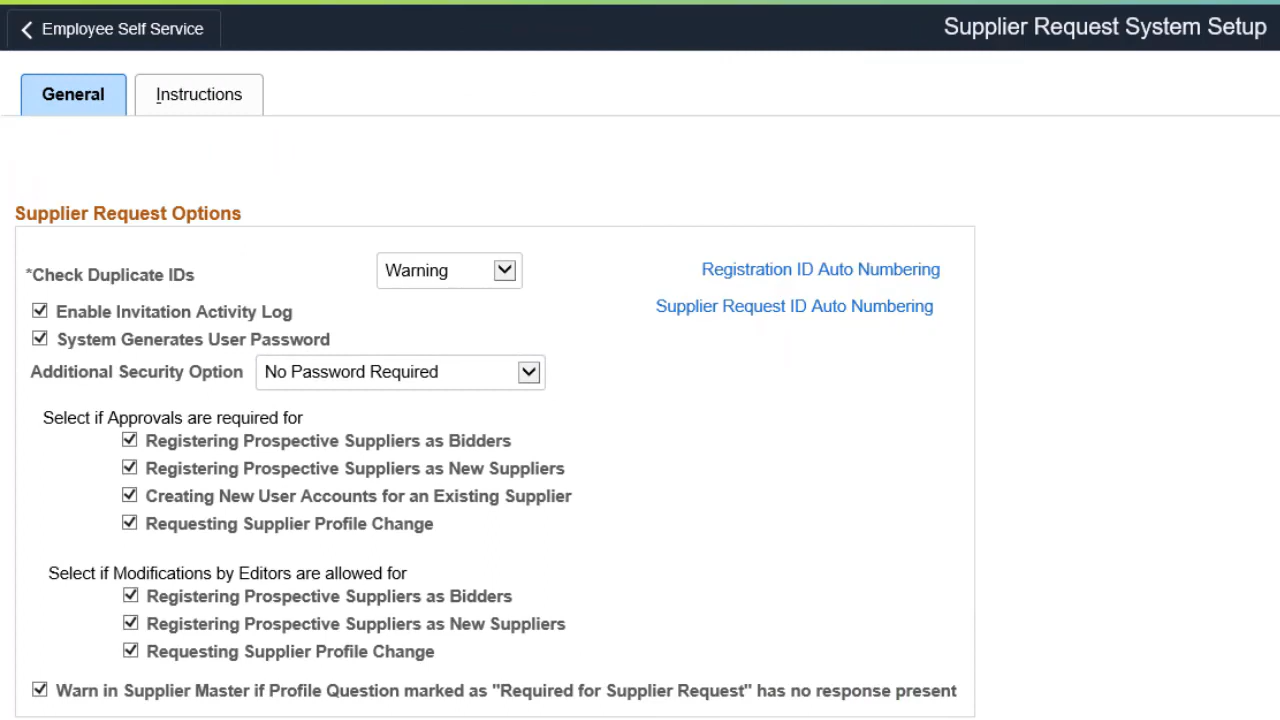 Employee Self Service
Supplier Request System Setup
General
Instructions
Supplier Request Options
*Check Duplicate IDs
Warning
Registration ID Auto Numbering
Enable Invitation Activity Log
Supplier Request ID Auto Numbering
System Generates User Password
Additional Security Option
No Password Required
Select if Approvals are required for
Registering Prospective Suppliers as Bidders
Registering Prospective Suppliers as New Suppliers
Creating New User Accounts for an Existing Supplier
Requesting Supplier Profile Change
Select if Modifications by Editors are allowed for
Registering Prospective Suppliers as Bidders
Registering Prospective Suppliers as New Suppliers
Requesting Supplier Profile Change
Warn in Supplier Master if Profile Question marked as "Required for Supplier Request" has no response present